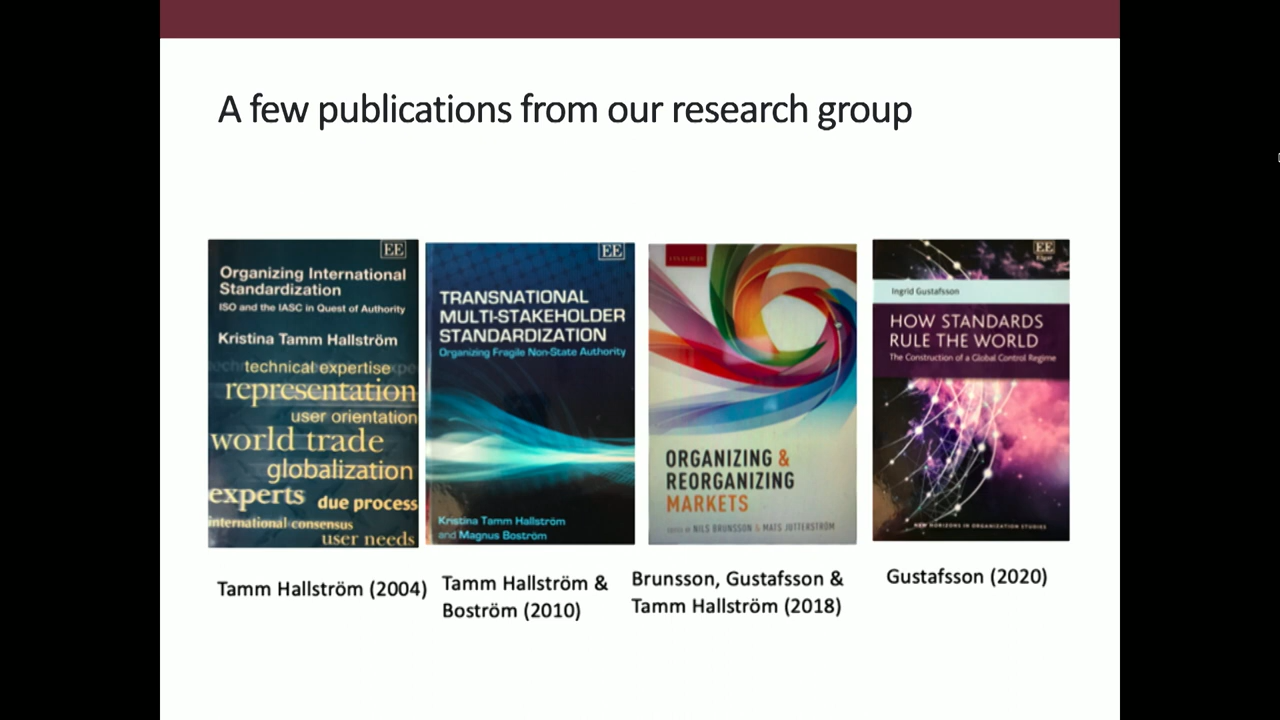 A few publications from our research group
EE
Organizing International
Standardization
ISO and the IASC in Quest of Authority
Kristina Tamm Hallström
technical expertise
representation
user orientation
world trade
globalization
experts due process
international consensus
user needs
EE
TRANSNATIONAL
MULTI-STAKEHOLDER
STANDARDIZATION
Organizing Fragile Non-State Authority
Kristina Tamm Hallström
and Magnus Boström
ORGANIZING &
REORGANIZING
MARKETS
EDITED BY NILS BRUNSSON & MATS JUTTERSTRÖM
EE
Elgar
Ingrid Gustafsson
HOW STANDARDS
RULE THE WORLD
The Construction of a Global Control Regime
NEW HORIZONS IN ORGANIZATION STUDIES
Tamm Hallström (2004)
Tamm Hallström &
Boström (2010)
Brunsson, Gustafsson &
Tamm Hallström (2018)
Gustafsson (2020)